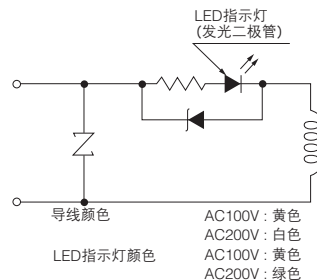 LED指示灯
(发光二极管)
导线颜色
AC100V : 黄色
AC200V : 白色
LED指示灯颜色
AC100V : 黄色
AC200V : 绿色